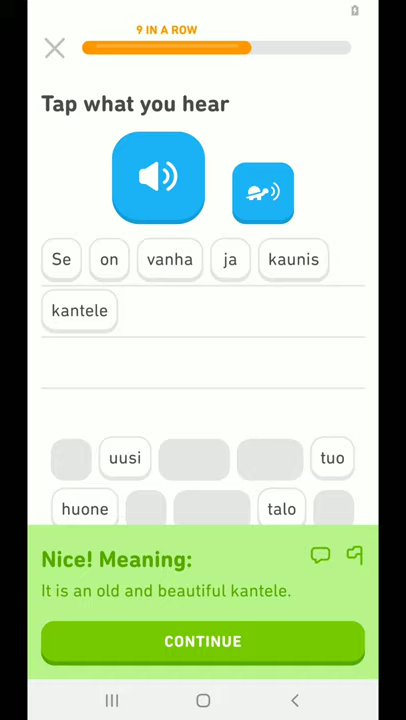 9 IN A ROW
Tap what you hear
Se on vanha ja kaunis
kantele
uusi tuo
huone talo
Nice! Meaning:
It is an old and beautiful kantele.
CONTINUE